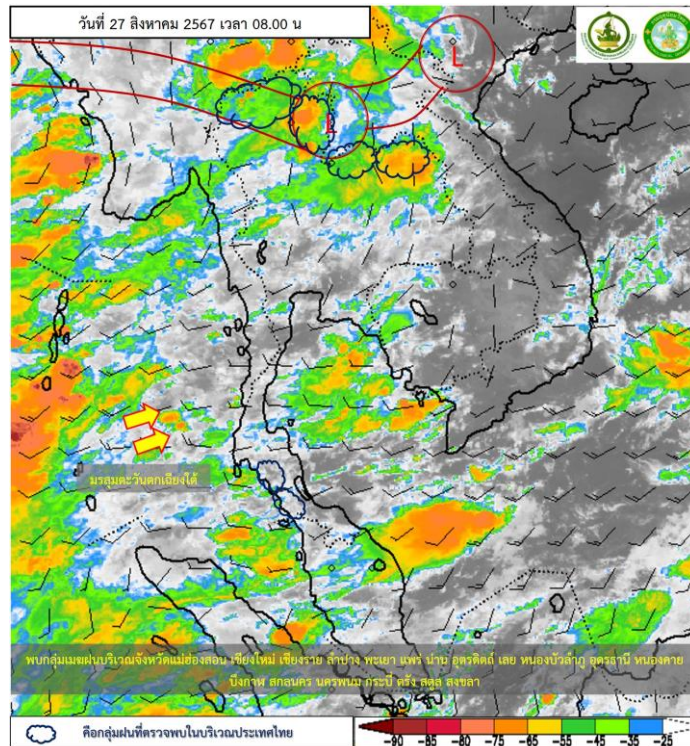 วันที่ 27 สิงหาคม 2567 เวลา 08.00 น
L
L
มรสุมตะวันตกเฉียงใต้
พบกลุ่มเมฆฝนบริเวณจังหวัดแม่ฮ่องสอน เชียงใหม่ เชียงราย ลำปาง พะเยา แพร่ น่าน อุตรดิตถ์ เลย หนองบัวลำภู อุดรธานี หนองคาย
บึงกาฬ สกลนคร นครพนม กระบี่ ตรัง สตูล สงขลา
คือกลุ่มฝนที่ตรวจพบในบริเวณประเทศไทย
-90 -85 -80 -75 -65 -55 -45 -35 -25